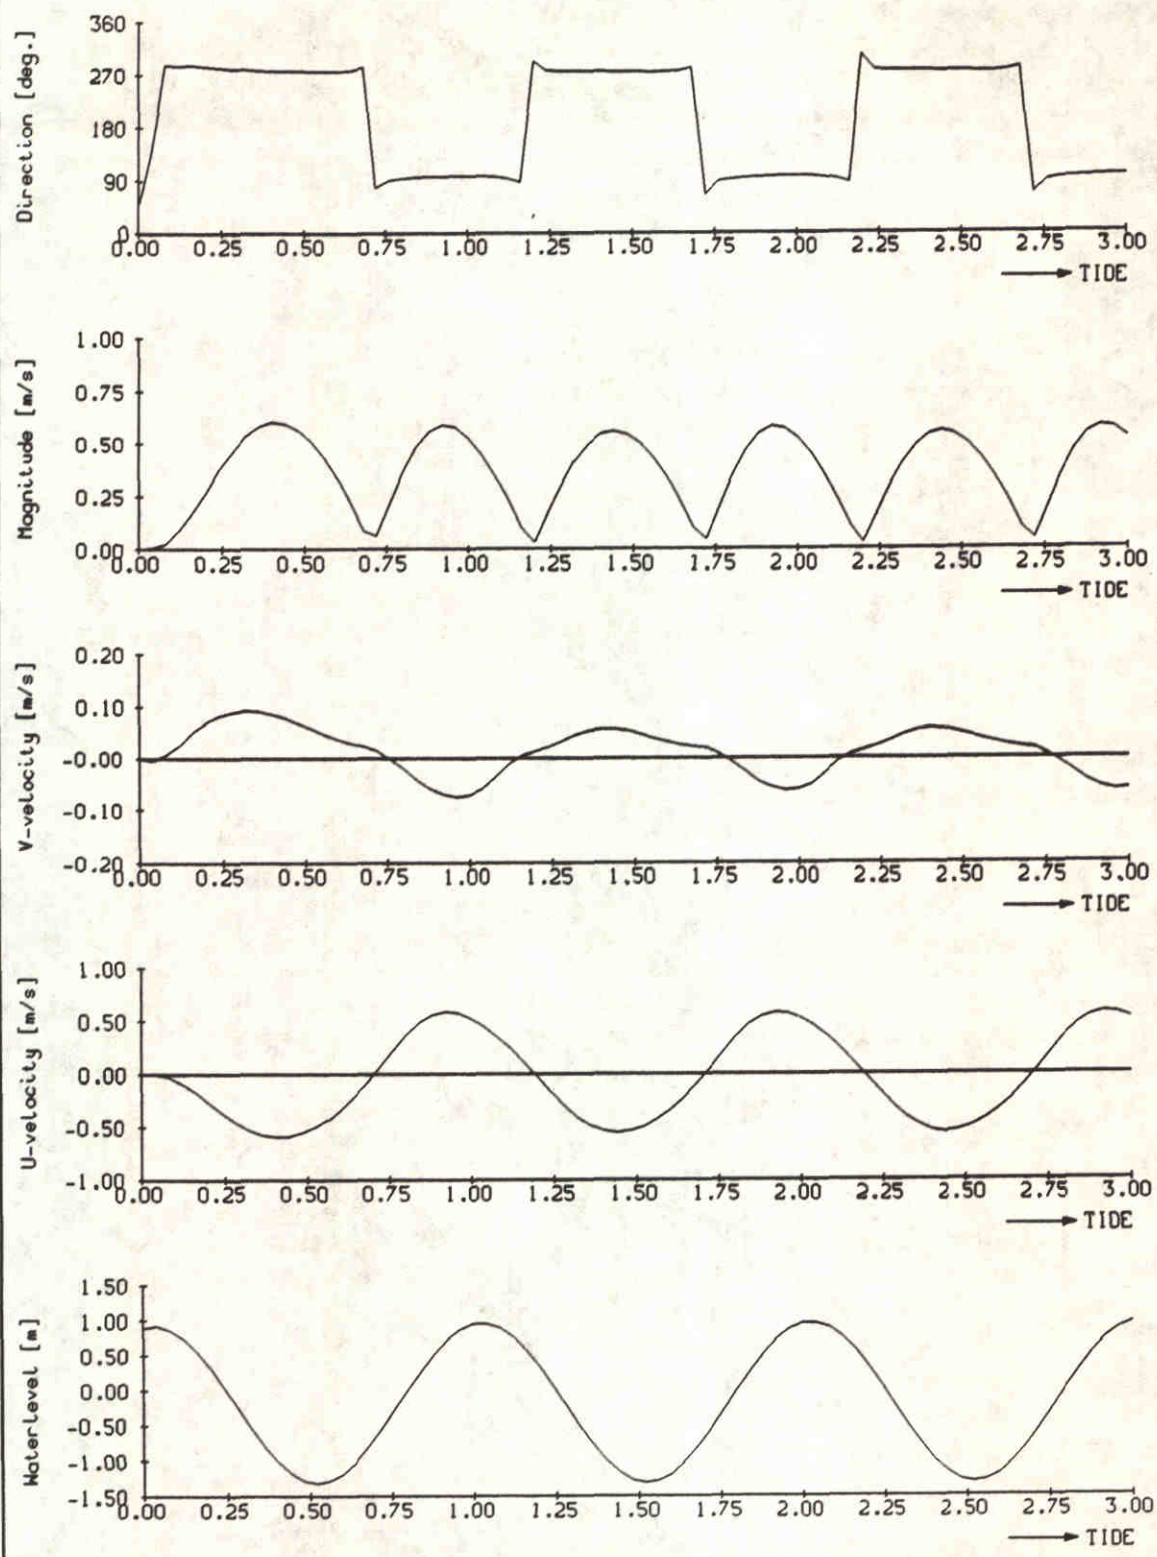 Direction [deg.]
360
270
180
90
0
0.00 0.25 0.50 0.75 1.00 1.25 1.50 1.75 2.00 2.25 2.50 2.75 3.00
TIDE
Magnitude [m/s]
1.00
0.75
0.50
0.25
0.00
0.00 0.25 0.50 0.75 1.00 1.25 1.50 1.75 2.00 2.25 2.50 2.75 3.00
TIDE
V-velocity [m/s]
0.20
0.10
-0.00
-0.10
-0.20
0.00 0.25 0.50 0.75 1.00 1.25 1.50 1.75 2.00 2.25 2.50 2.75 3.00
TIDE
U-velocity [m/s]
1.00
0.50
0.00
-0.50
-1.00
0.00 0.25 0.50 0.75 1.00 1.25 1.50 1.75 2.00 2.25 2.50 2.75 3.00
TIDE
Waterlevel [m]
1.50
1.00
0.50
0.00
-0.50
-1.00
-1.50
0.00 0.25 0.50 0.75 1.00 1.25 1.50 1.75 2.00 2.25 2.50 2.75 3.00
TIDE